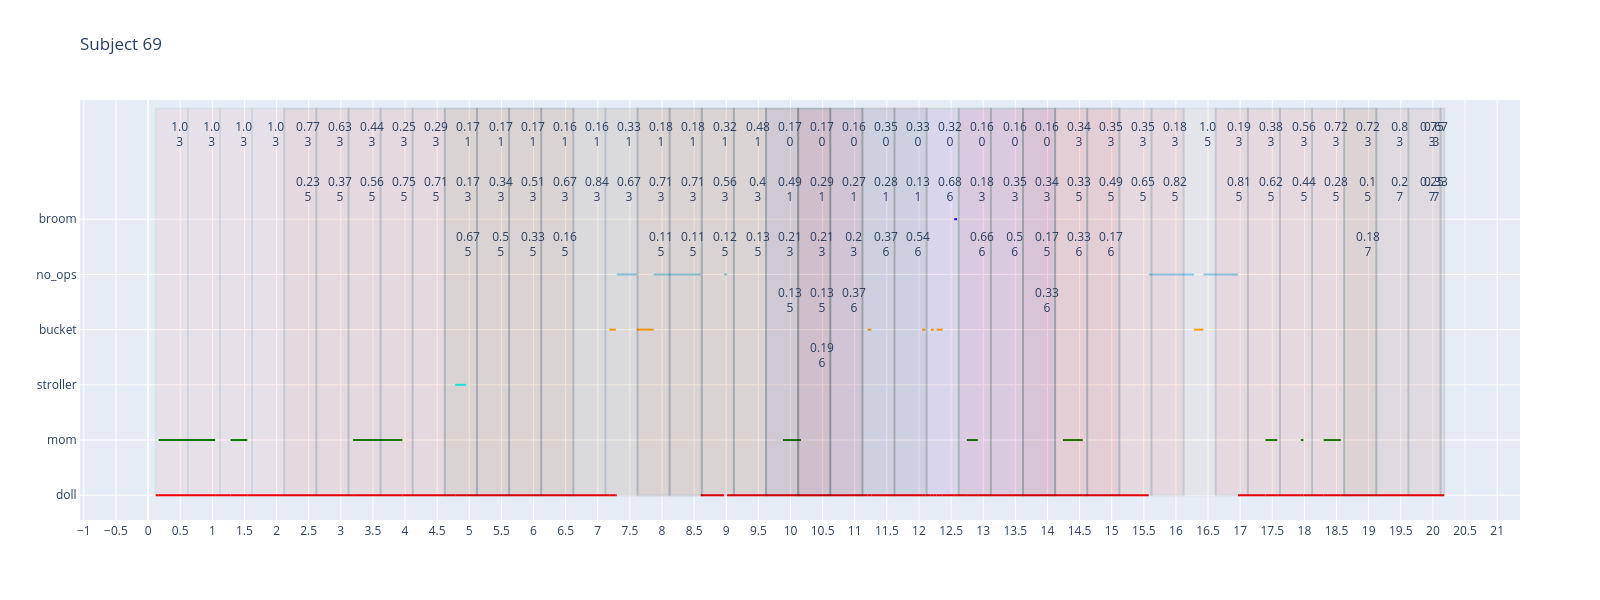 Subject 69
1.0 1.0 1.0 1.0 0.77 0.63 0.44 0.25 0.29 0.17 0.17 0.17 0.16 0.16 0.33 0.18 0.18 0.32 0.48 0.17 0.17 0.16 0.35 0.33 0.32 0.16 0.16 0.16 0.34 0.35 0.35 0.18 1.0 0.19 0.38 0.56 0.72 0.72 0.8
3 3 3 3 3 3 3 3 3 1 1 1 1 1 1 1 1 1 1 0 0 0 0 0 0 0 0 0 3 3 3 3 5 3 3 3 3 3 3
0.23 0.37 0.56 0.75 0.71 0.17 0.34 0.51 0.67 0.84 0.67 0.71 0.71 0.56 0.4 0.49 0.29 0.27 0.28 0.13 0.68 0.18 0.35 0.34 0.33 0.49 0.65 0.82 0.81 0.62 0.44 0.28 0.1 0.2
5 5 5 5 5 3 3 3 3 3 3 3 3 3 3 1 1 1 1 1 6 3 3 3 5 5 5 5 5 5 5 5 5 7
broom
0.67 0.5 0.33 0.16 0.11 0.11 0.12 0.13 0.21 0.21 0.2 0.37 0.54 0.66 0.5 0.17 0.33 0.17 0.18
5 5 5 5 5 5 5 5 3 3 3 6 6 6 6 5 6 6 7
no_ops
0.13 0.13 0.37 0.33
5 5 6 6
bucket
0.19
6
stroller
mom
doll
−1 −0.5 0 0.5 1 1.5 2 2.5 3 3.5 4 4.5 5 5.5 6 6.5 7 7.5 8 8.5 9 9.5 10 10.5 11 11.5 12 12.5 13 13.5 14 14.5 15 15.5 16 16.5 17 17.5 18 18.5 19 19.5 20 20.5 21